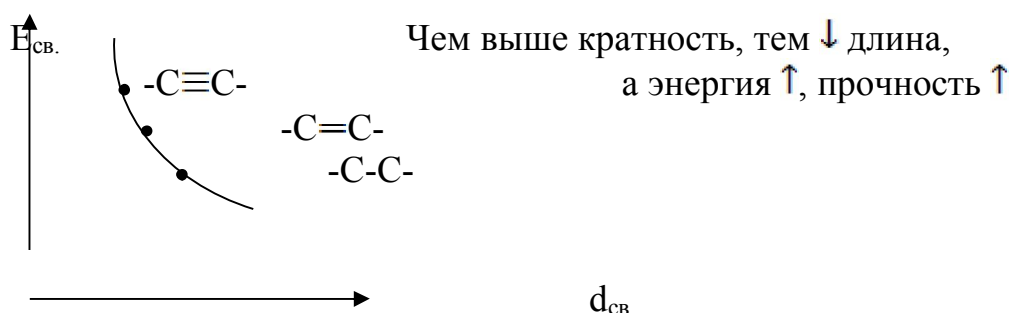 Eсв. Чем выше кратность, тем ↓ длина,
а энергия ↑, прочность ↑
-C≡C-
-C=C-
-C-C-
dсв